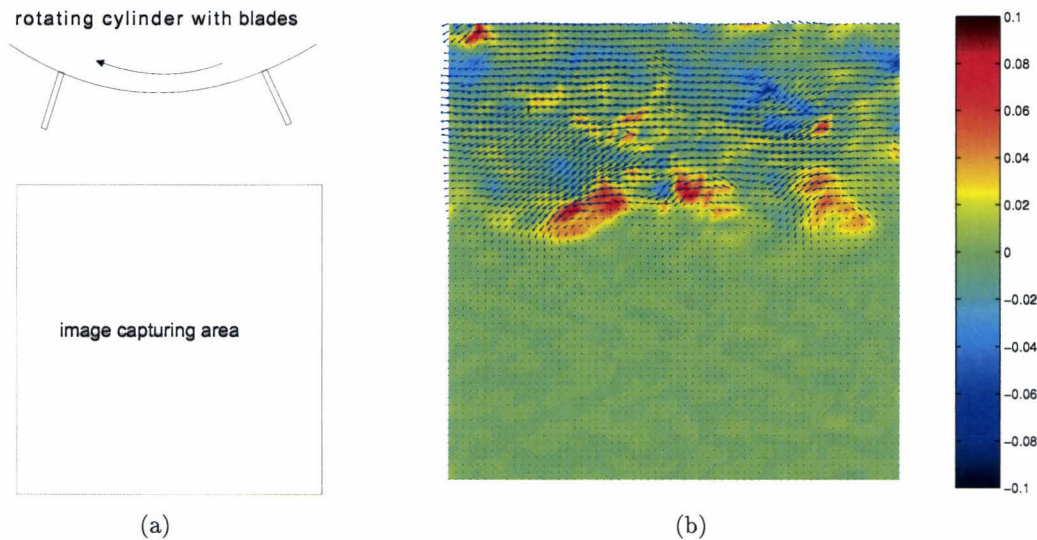 rotating cylinder with blades
image capturing area
(a)
(b)
0.1
0.08
0.06
0.04
0.02
0
−0.02
−0.04
−0.06
−0.08
−0.1